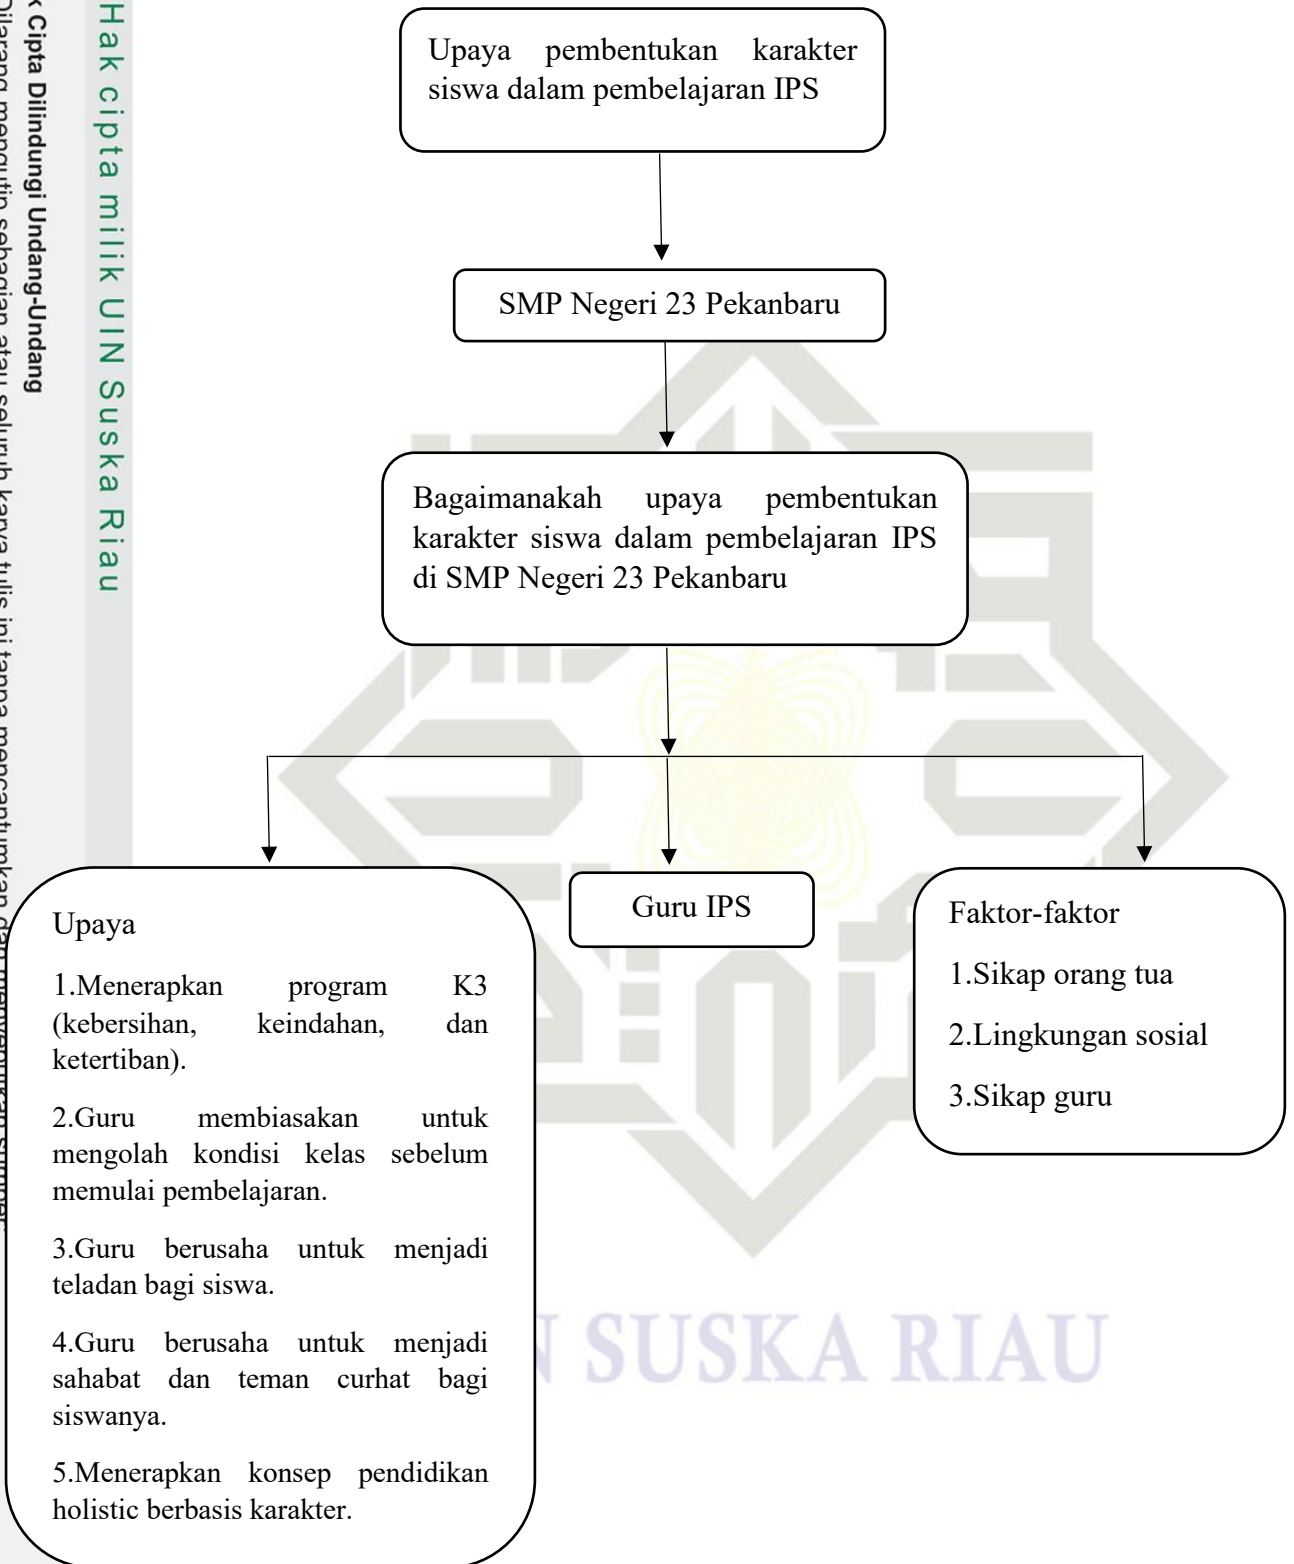 Hak cipta milik UIN Suska Riau
Cipta Dilindungi Undang-Undang
Upaya pembentukan karakter
siswa dalam pembelajaran IPS
SMP Negeri 23 Pekanbaru
Bagaimanakah upaya pembentukan
karakter siswa dalam pembelajaran IPS
di SMP Negeri 23 Pekanbaru
Upaya
1.Menerapkan program K3
(kebersihan, keindahan, dan
ketertiban).
2.Guru membiasakan untuk
mengolah kondisi kelas sebelum
memulai pembelajaran.
3.Guru berusaha untuk menjadi
teladan bagi siswa.
4.Guru berusaha untuk menjadi
sahabat dan teman curhat bagi
siswanya.
5.Menerapkan konsep pendidikan
holistic berbasis karakter.
Guru IPS
Faktor-faktor
1.Sikap orang tua
2.Lingkungan sosial
3.Sikap guru
SUSKA RIAU